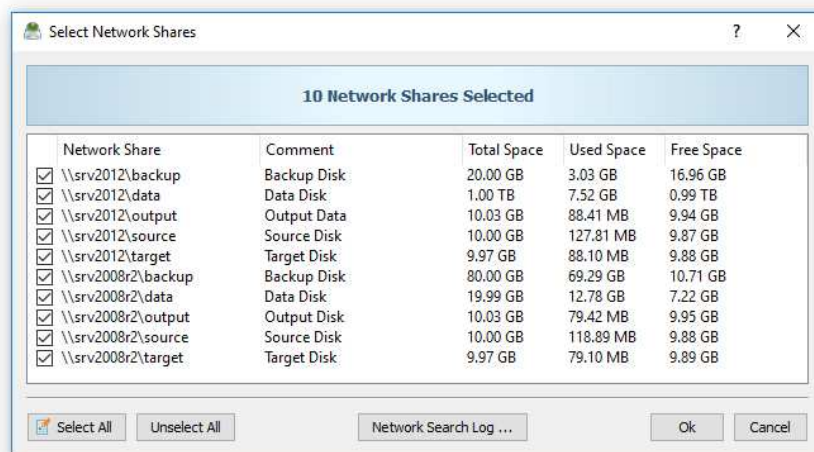 Select Network Shares ?
10 Network Shares Selected
Network Share Comment Total Space Used Space Free Space
\\srv2012\backup Backup Disk 20.00 GB 3.03 GB 16.96 GB
\\srv2012\data Data Disk 1.00 TB 7.52 GB 0.99 TB
\\srv2012\output Output Data 10.03 GB 88.41 MB 9.94 GB
\\srv2012\source Source Disk 10.00 GB 127.81 MB 9.87 GB
\\srv2012\target Target Disk 9.97 GB 88.10 MB 9.88 GB
\\srv2008r2\backup Backup Disk 80.00 GB 69.29 GB 10.71 GB
\\srv2008r2\data Data Disk 19.99 GB 12.78 GB 7.22 GB
\\srv2008r2\output Output Disk 10.03 GB 79.42 MB 9.95 GB
\\srv2008r2\source Source Disk 10.00 GB 118.89 MB 9.88 GB
\\srv2008r2\target Target Disk 9.97 GB 79.10 MB 9.89 GB
Select All Unselect All Network Search Log ... Ok Cancel